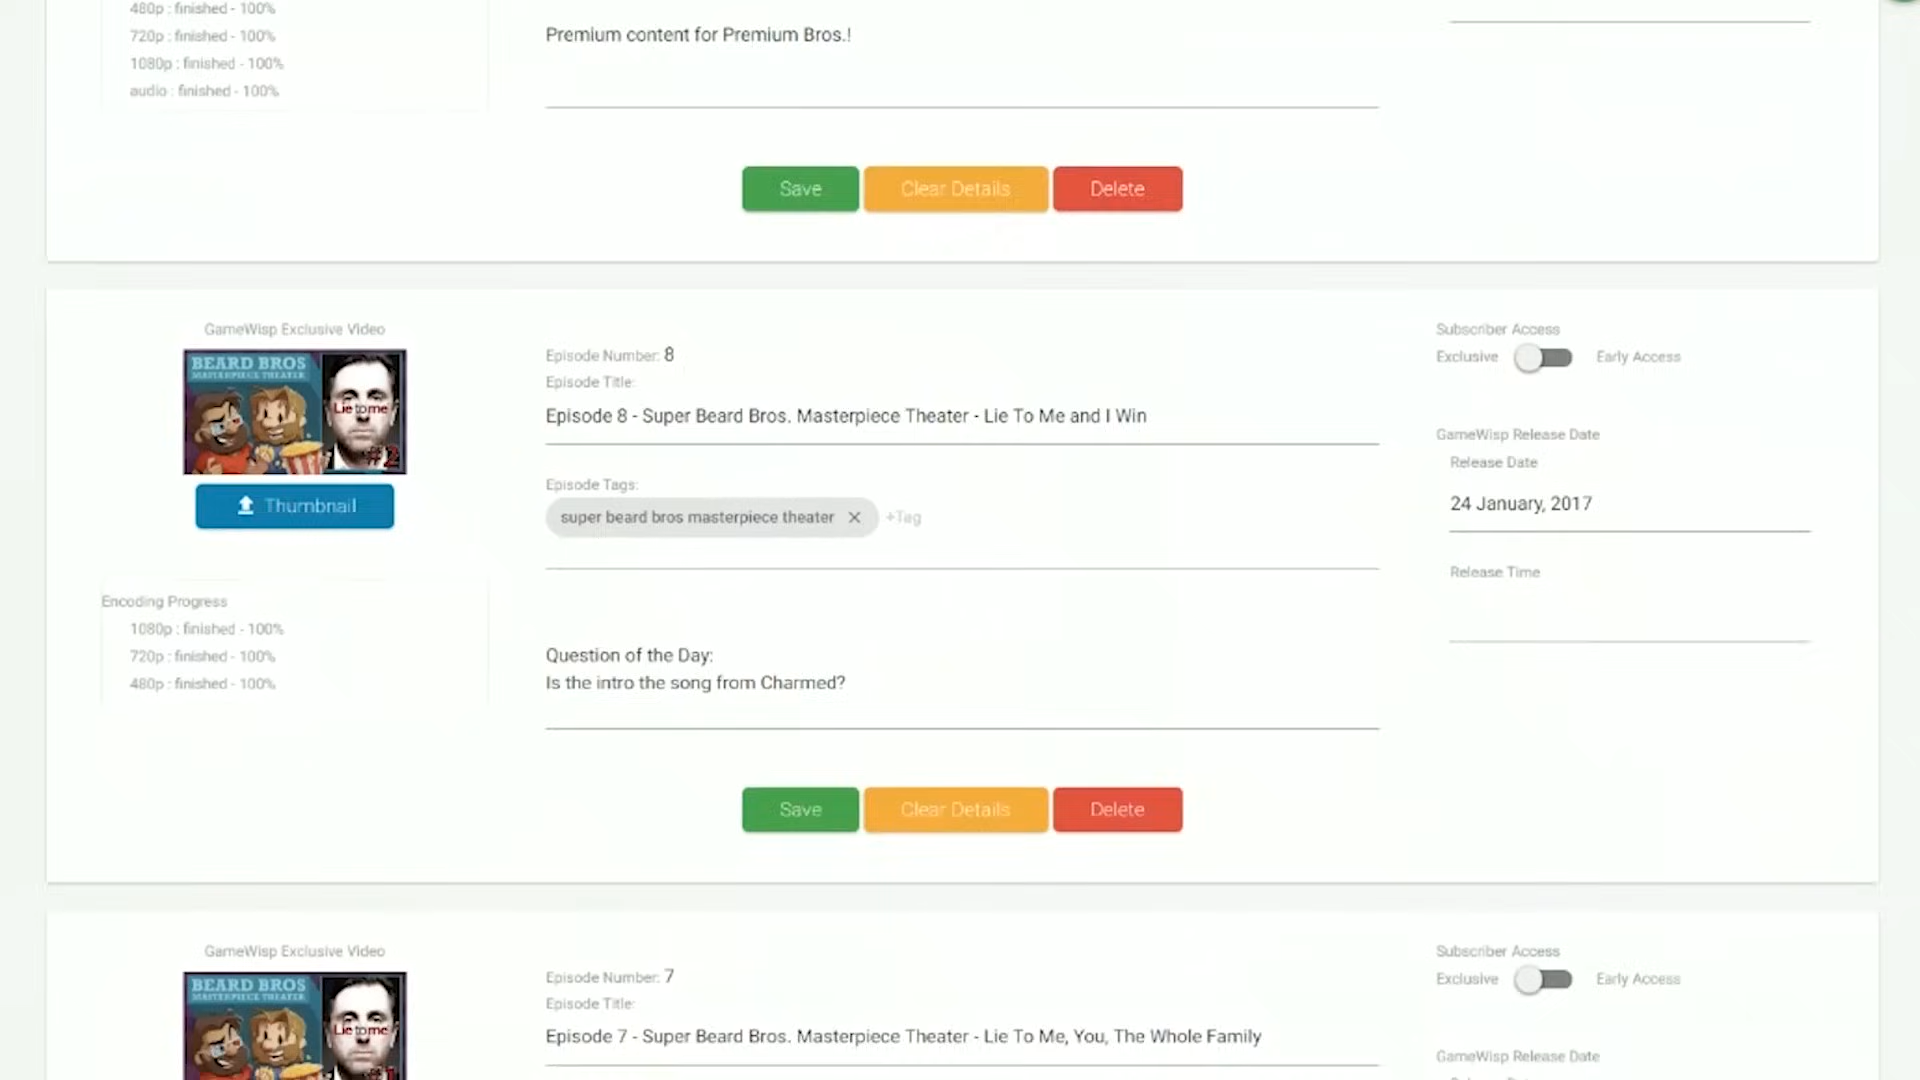 480p : finished - 100%
720p : finished - 100%
1080p : finished - 100%
audio : finished - 100%
Premium content for Premium Bros.!
Save
Clear Details
Delete
GameWisp Exclusive Video
BEARD BROS
MASTERPIECE THEATER
Lie to me
#2
Thumbnail
Encoding Progress
1080p : finished - 100%
720p : finished - 100%
480p : finished - 100%
Episode Number: 8
Episode Title:
Episode 8 - Super Beard Bros. Masterpiece Theater - Lie To Me and I Win
Episode Tags:
super beard bros masterpiece theater
+Tag
Question of the Day:
Is the intro the song from Charmed?
Save
Clear Details
Delete
Subscriber Access
Exclusive
Early Access
GameWisp Release Date
Release Date
24 January, 2017
Release Time
GameWisp Exclusive Video
BEARD BROS
MASTERPIECE THEATER
Lie to me
Episode Number: 7
Episode Title:
Episode 7 - Super Beard Bros. Masterpiece Theater - Lie To Me, You, The Whole Family
Subscriber Access
Exclusive
Early Access
GameWisp Release Date